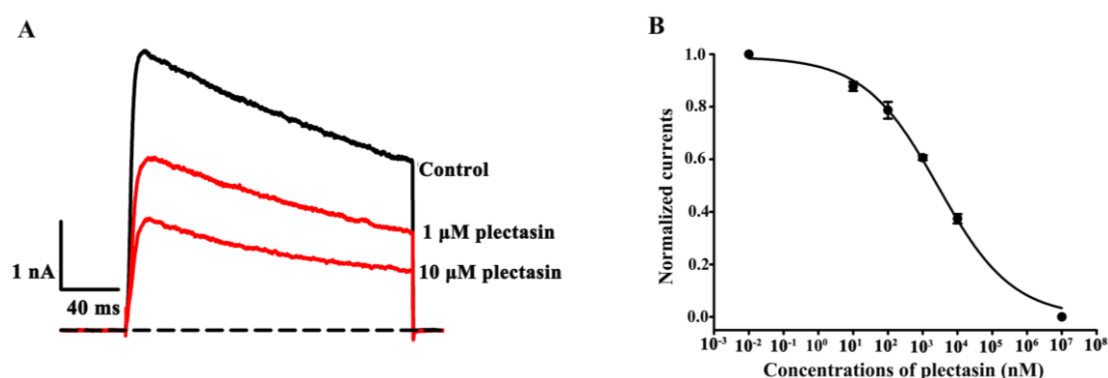 A
Control
1 μM plectasin
10 μM plectasin
1 nA
40 ms
B
Normalized currents
1.0
0.8
0.6
0.4
0.2
0.0
10⁻³ 10⁻² 10⁻¹ 10⁰ 10¹ 10² 10³ 10⁴ 10⁵ 10⁶ 10⁷ 10⁸
Concentrations of plectasin (nM)